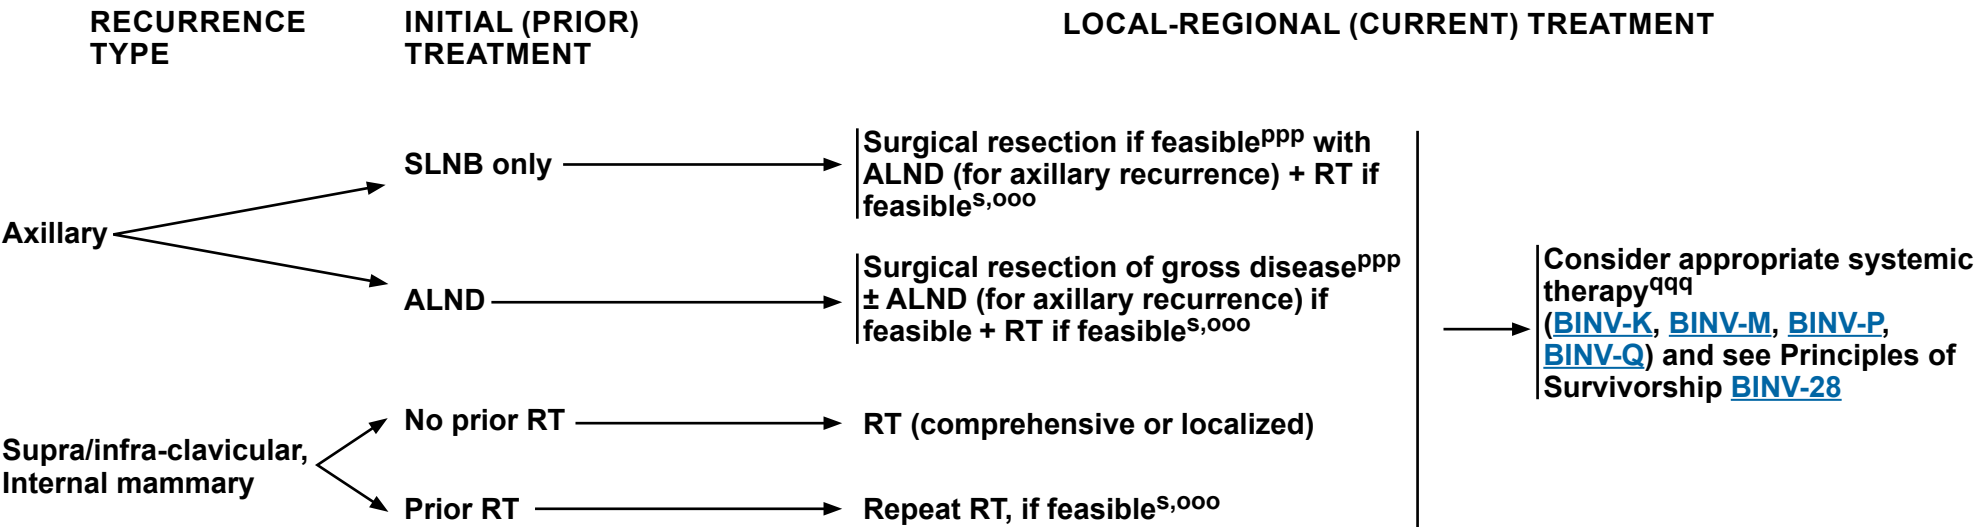 RECURRENCE
TYPE
INITIAL (PRIOR)
TREATMENT
LOCAL-REGIONAL (CURRENT) TREATMENT
Axillary
SLNB only
Surgical resection if feasibleppp with
ALND (for axillary recurrence) + RT if
feasibles,ooo
ALND
Surgical resection of gross diseaseppp
± ALND (for axillary recurrence) if
feasible + RT if feasibles,ooo
Supra/infra-clavicular,
Internal mammary
No prior RT
RT (comprehensive or localized)
Prior RT
Repeat RT, if feasibles,ooo
Consider appropriate systemic
therapyqqq
(BINV-K, BINV-M, BINV-P,
BINV-Q) and see Principles of
Survivorship BINV-28